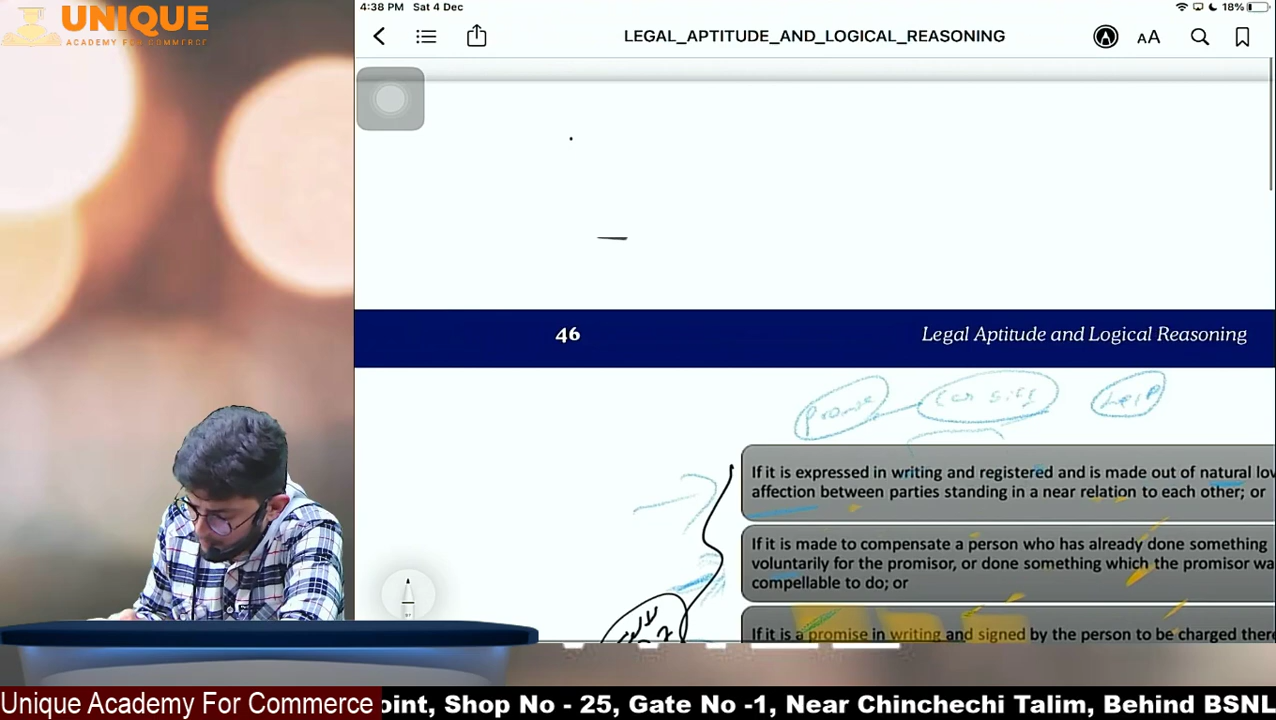 UNIQUE
ACADEMY FOR COMMERCE
4:38 PM Sat 4 Dec
18%
LEGAL_APTITUDE_AND_LOGICAL_REASONING
AA
46
Legal Aptitude and Logical Reasoning
Promise
Help
If it is expressed in writing and registered and is made out of natural lov
affection between parties standing in a near relation to each other; or
If it is made to compensate a person who has already done something
voluntarily for the promisor, or done something which the promisor wa
compellable to do; or
If it is a promise in writing and signed by the person to be charged there
Unique Academy For Commerce
oint, Shop No - 25, Gate No -1, Near Chinchechi Talim, Behind BSNL